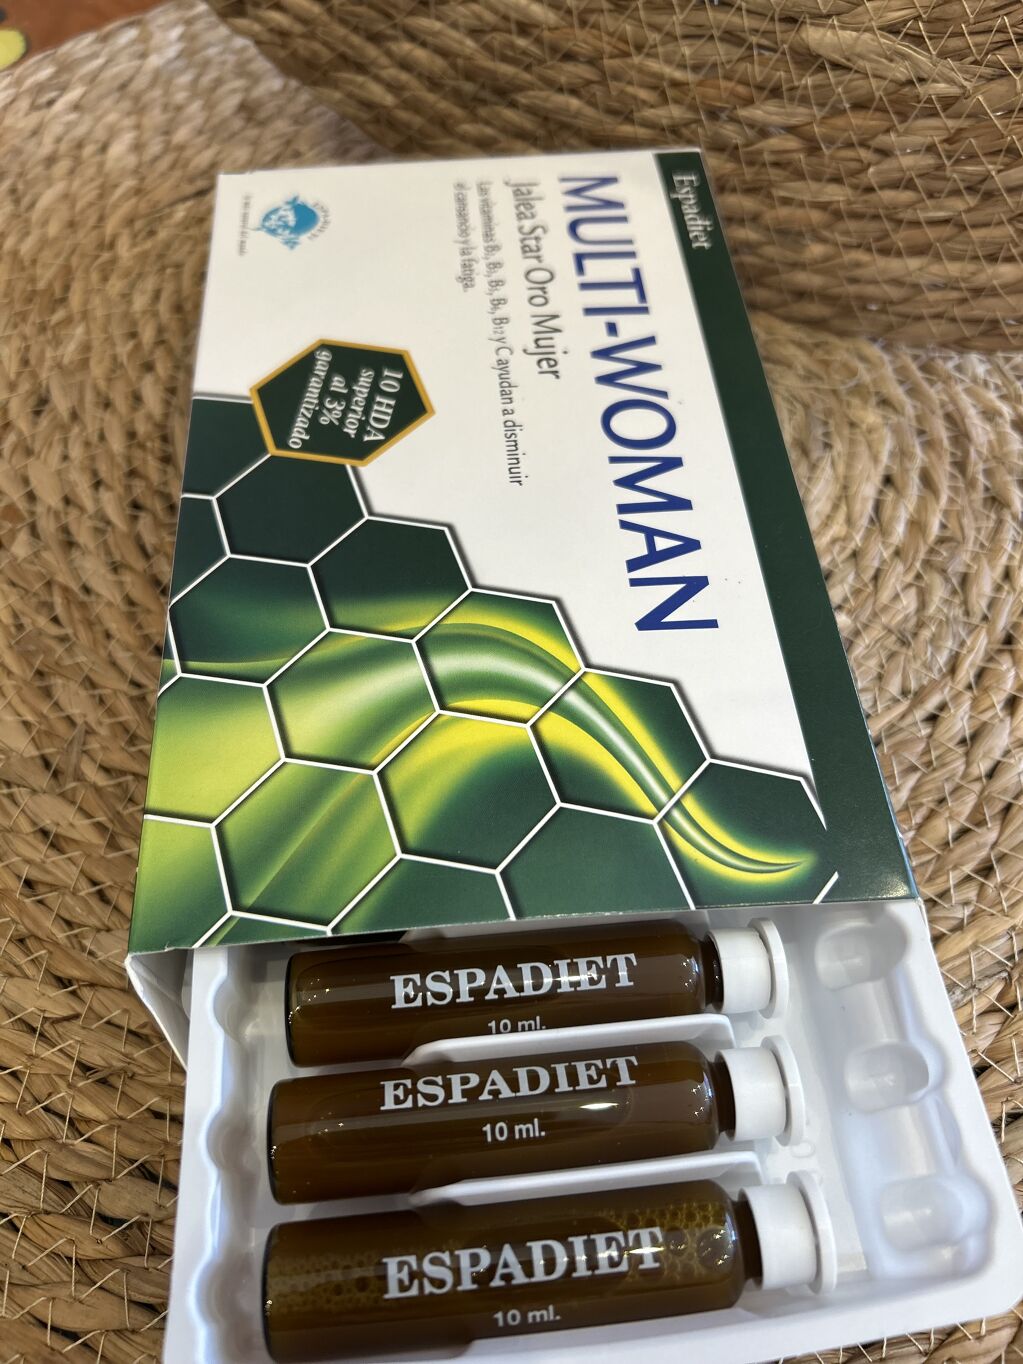 Espadiet
MULTI-WOMAN
Jalea Star Oro Mujer
Las vitaminas B₁, B₂, B₃, B₆, B₁₂ y C ayudan a disminuir
el cansancio y la fatiga.
10 HDA
superior
al 3%
garantizado
ESPADIET
10 ml.
ESPADIET
10 ml.
ESPADIET
10 ml.